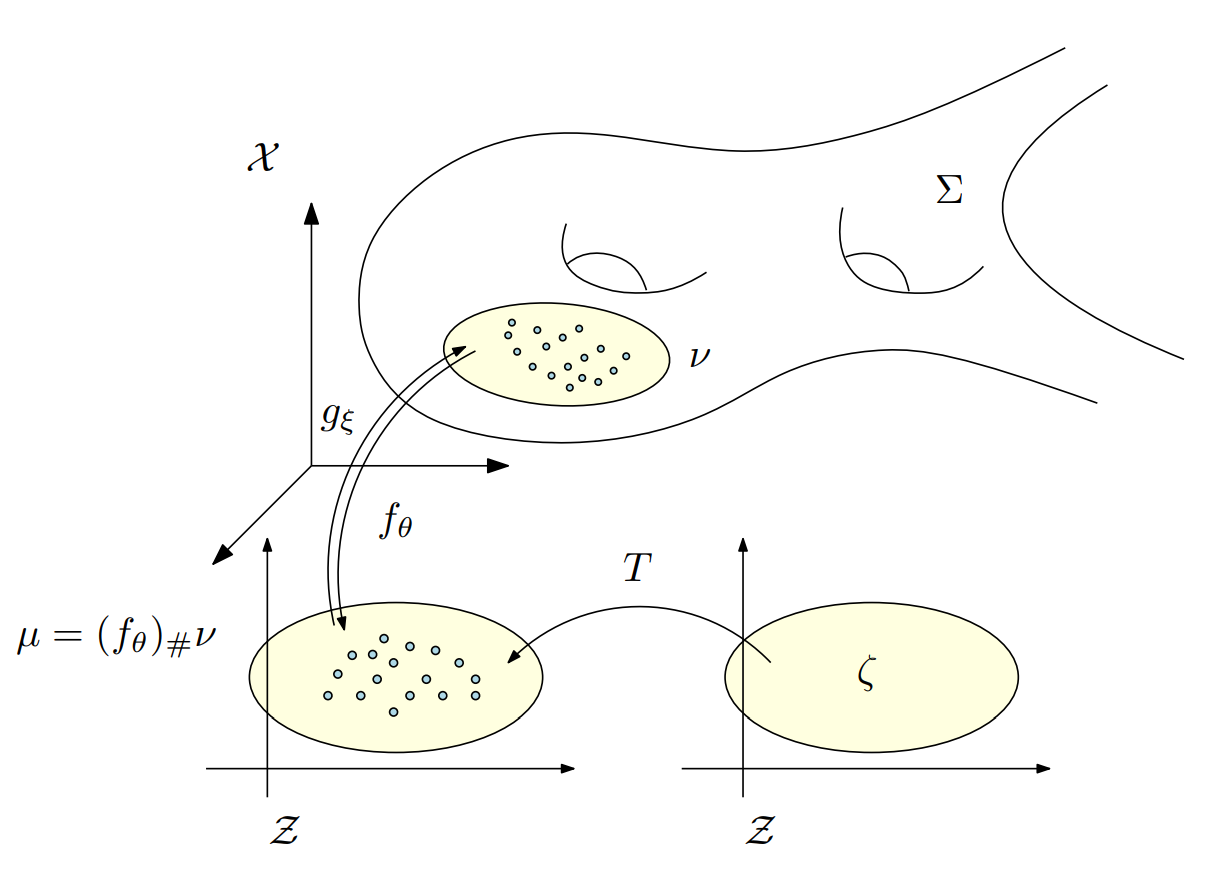 𝒳
Σ
ν
g_ξ
f_θ
T
μ = (f_θ)_#ν
ζ
𝒵
𝒵